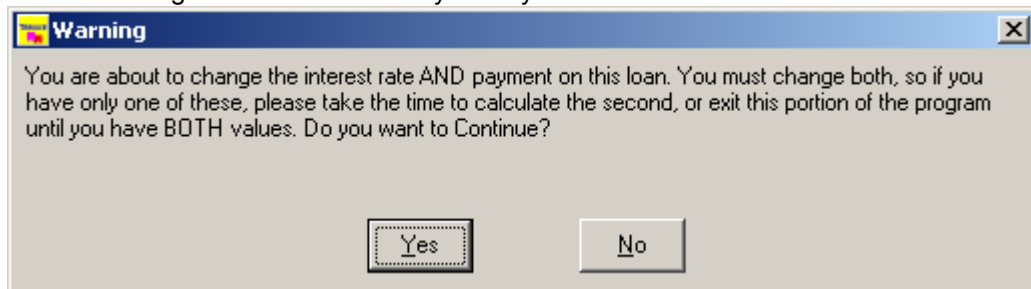 Warning
You are about to change the interest rate AND payment on this loan. You must change both, so if you
have only one of these, please take the time to calculate the second, or exit this portion of the program
until you have BOTH values. Do you want to Continue?
Yes
No